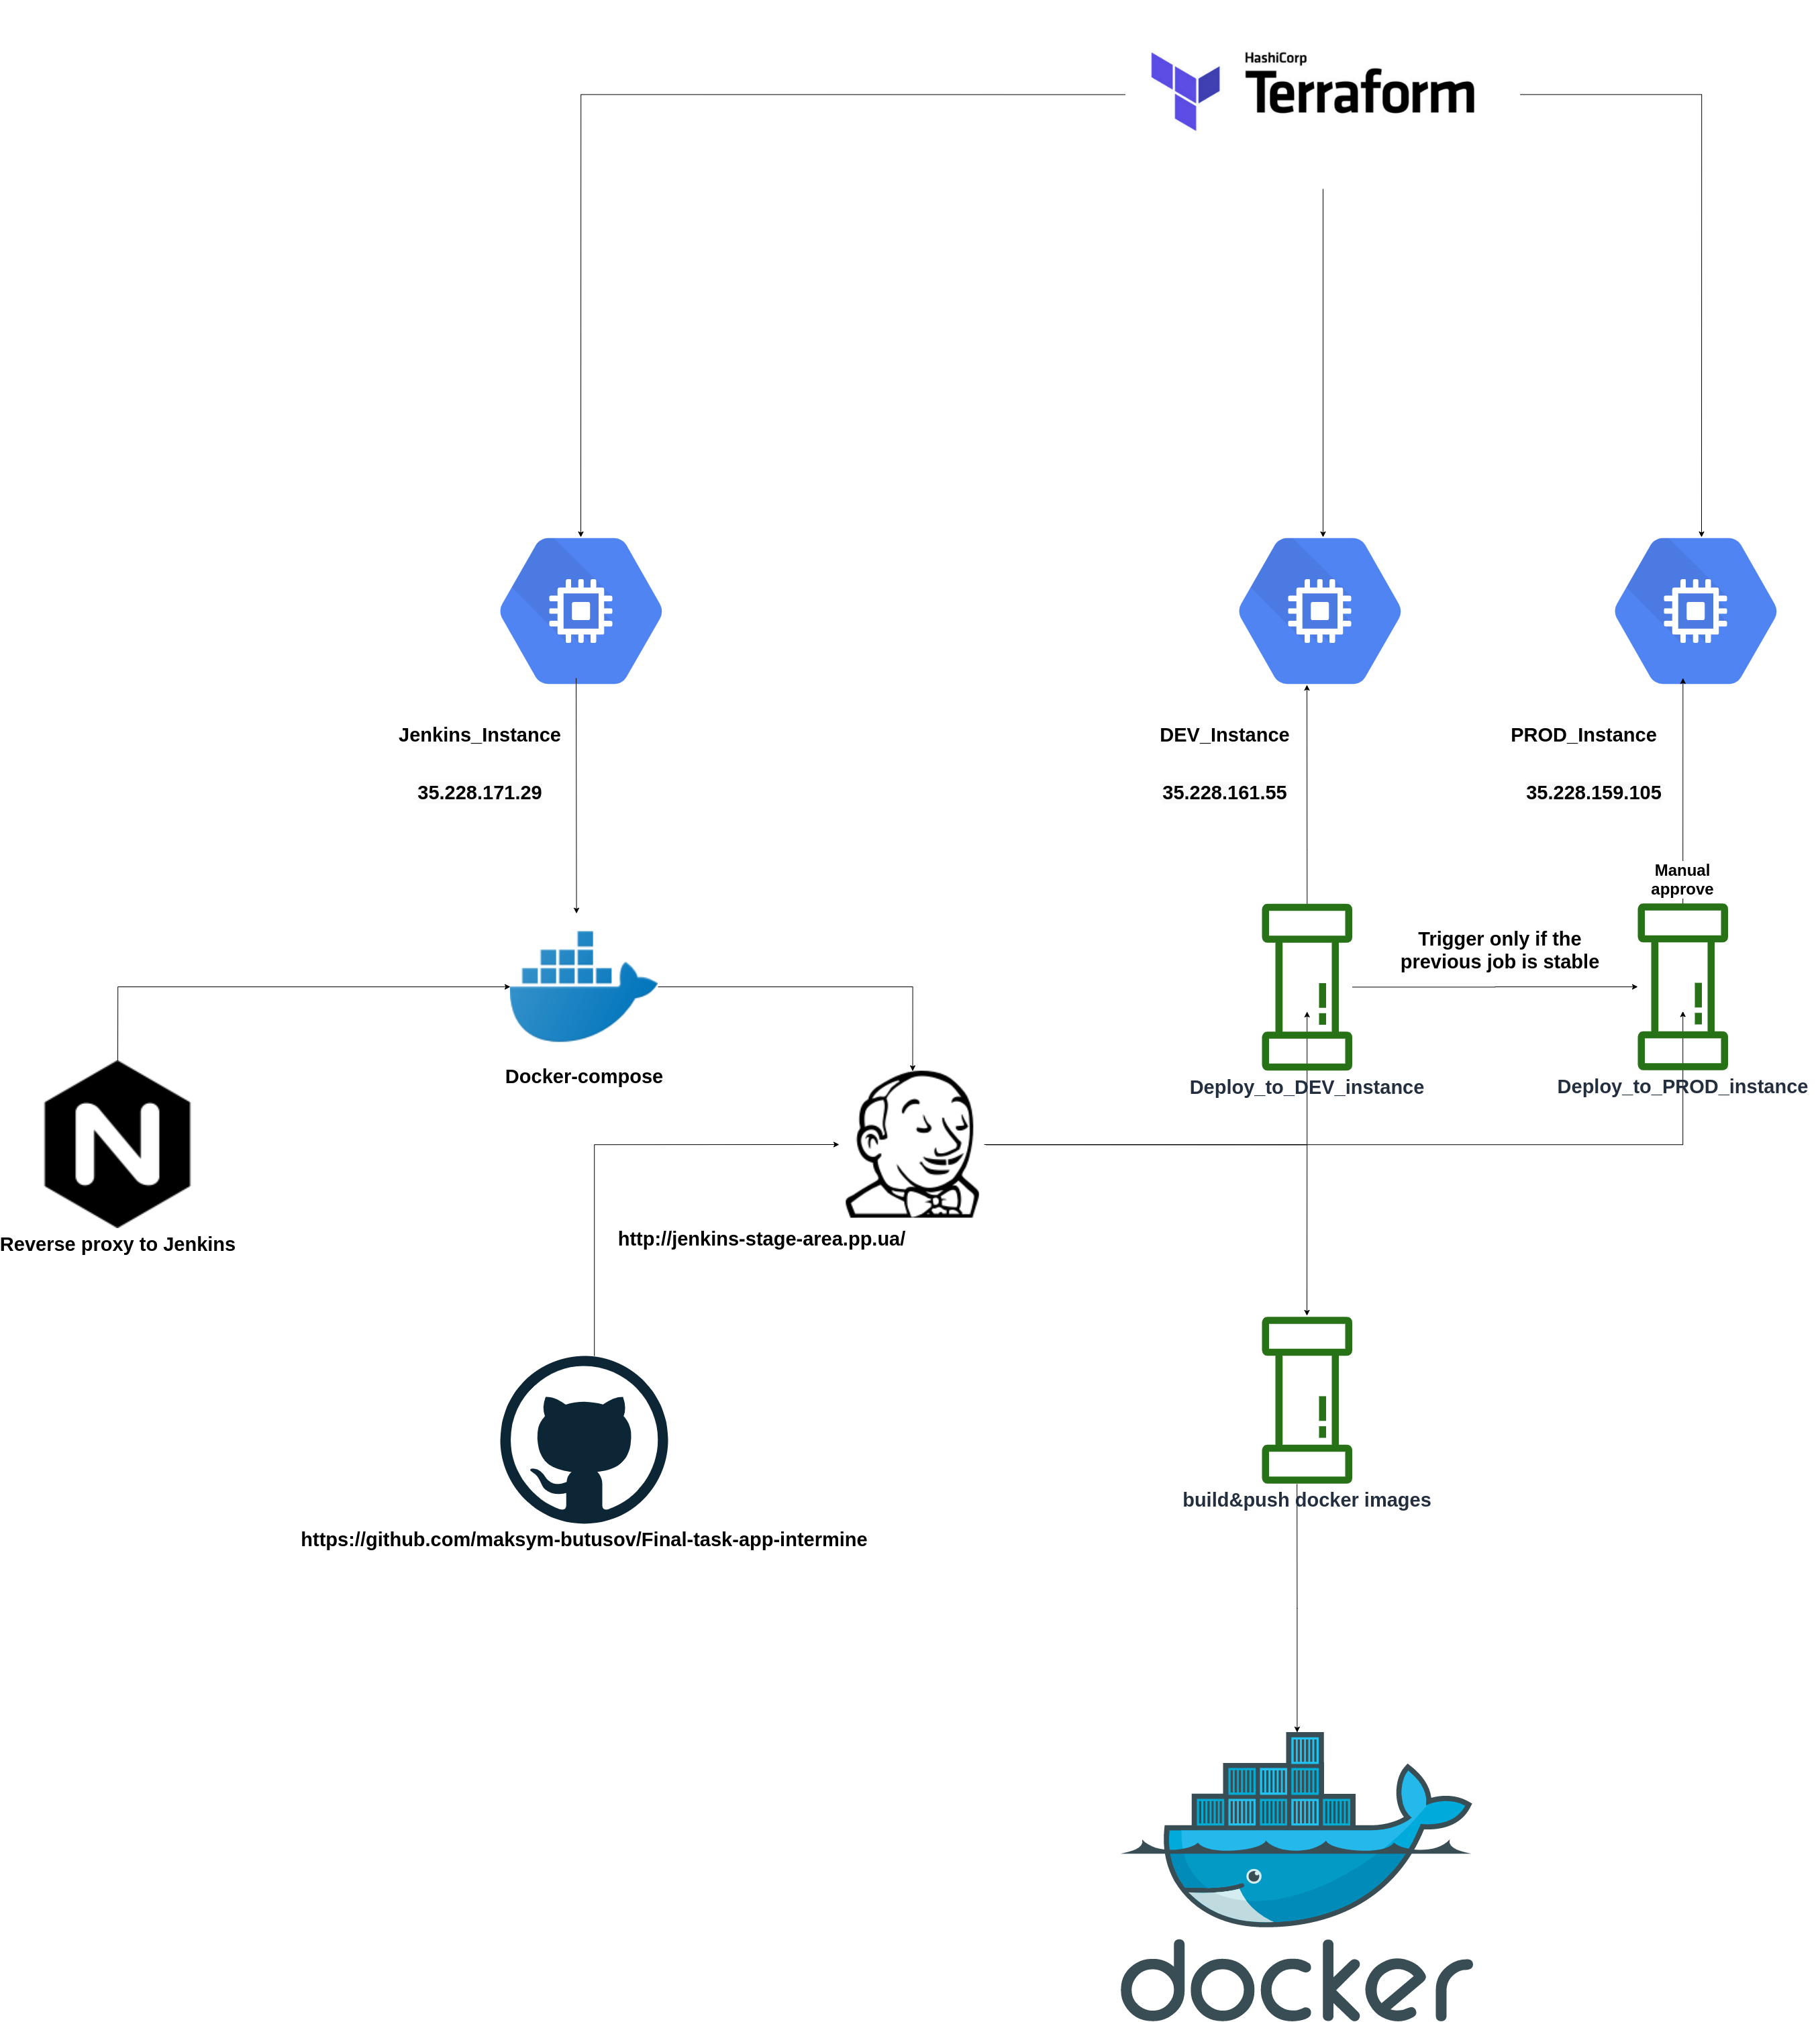 HashiCorp
Terraform
Jenkins_Instance
35.228.171.29
DEV_Instance
35.228.161.55
PROD_Instance
35.228.159.105
Manual
approve
Trigger only if the
previous job is stable
Docker-compose
Deploy_to_DEV_instance
Deploy_to_PROD_instance
N
Reverse proxy to Jenkins
http://jenkins-stage-area.pp.ua/
build&push docker images
https://github.com/maksym-butusov/Final-task-app-intermine
docker